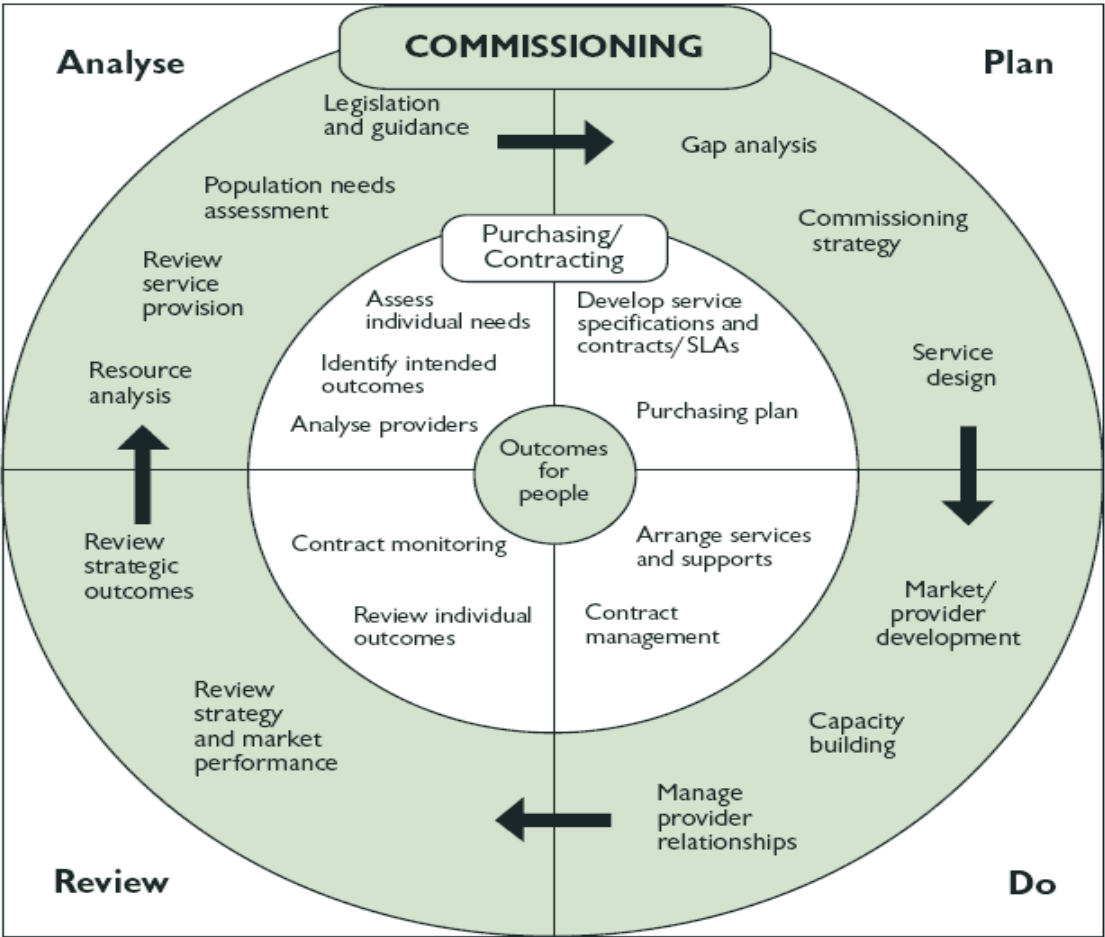 COMMISSIONING
Analyse
Plan
Legislation
and guidance
Gap analysis
Population needs
assessment
Commissioning
strategy
Review
service
provision
Resource
analysis
Service
design
Purchasing/
Contracting
Assess
individual needs
Identify intended
outcomes
Analyse providers
Develop service
specifications and
contracts/SLAs
Purchasing plan
Outcomes
for
people
Contract monitoring
Review individual
outcomes
Arrange services
and supports
Contract
management
Review
strategic
outcomes
Market/
provider
development
Review
strategy
and market
performance
Capacity
building
Manage
provider
relationships
Review
Do